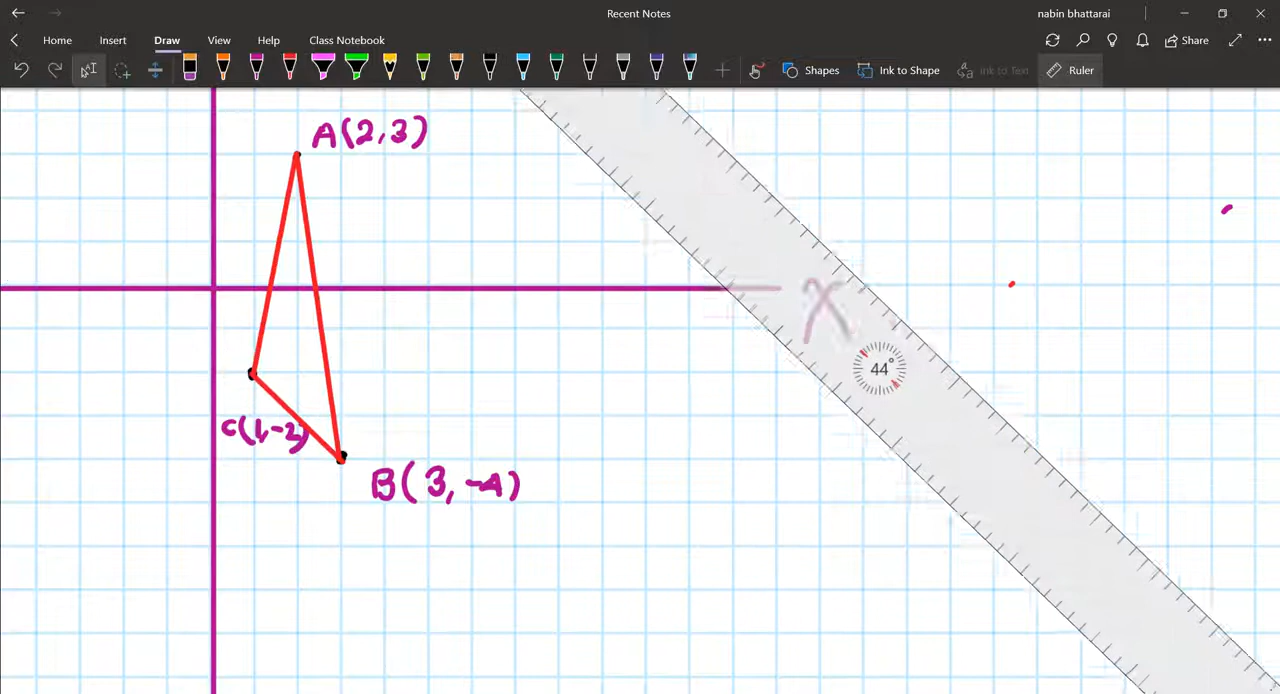 Recent Notes
nabin bhattarai
Home Insert Draw View Help Class Notebook
Share
Shapes Ink to Shape Ink to Text Ruler
A(2,3)
X
44°
C(1,-2)
B(3,-4)